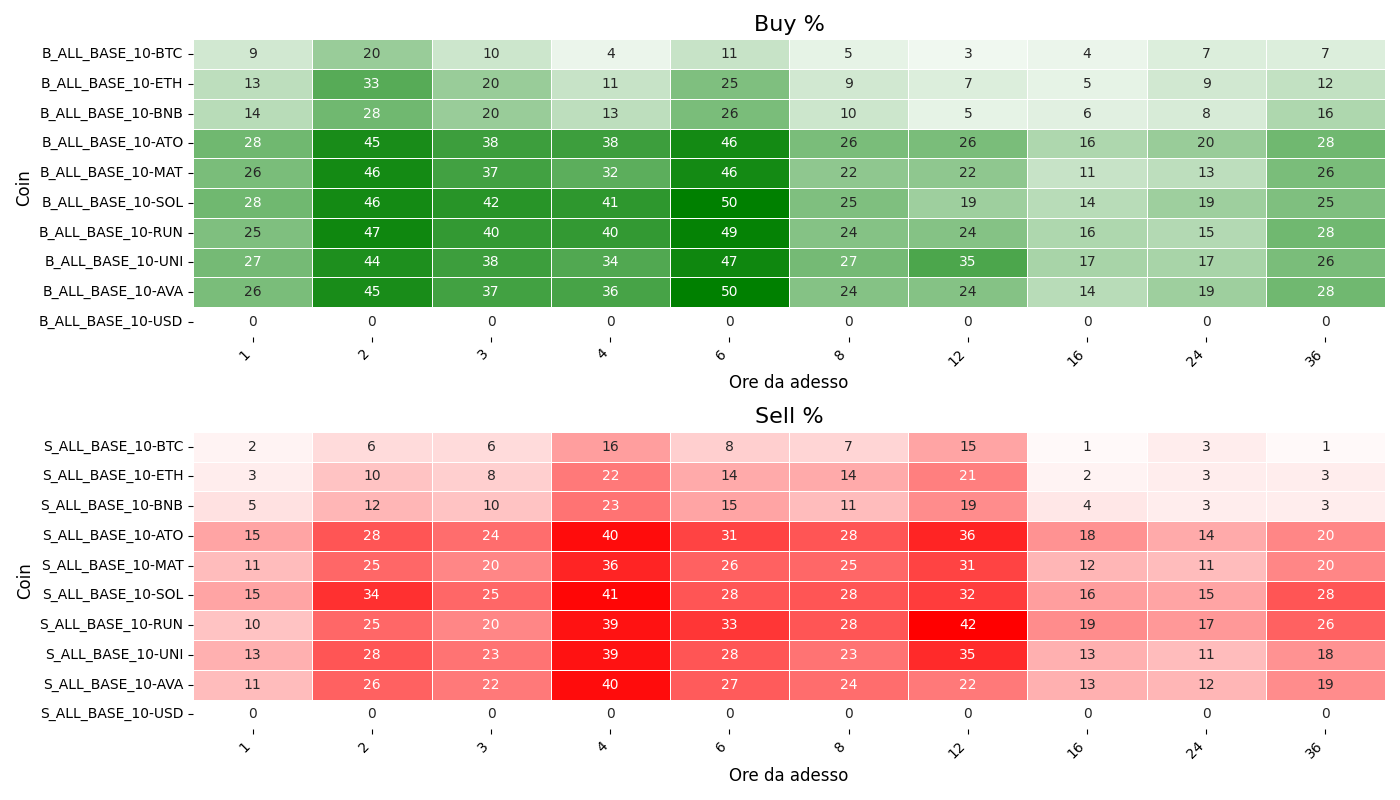 Buy %
Coin
B_ALL_BASE_10-BTC 9 20 10 4 11 5 3 4 7 7
B_ALL_BASE_10-ETH 13 33 20 11 25 9 7 5 9 12
B_ALL_BASE_10-BNB 14 28 20 13 26 10 5 6 8 16
B_ALL_BASE_10-ATO 28 45 38 38 46 26 26 16 20 28
B_ALL_BASE_10-MAT 26 46 37 32 46 22 22 11 13 26
B_ALL_BASE_10-SOL 28 46 42 41 50 25 19 14 19 25
B_ALL_BASE_10-RUN 25 47 40 40 49 24 24 16 15 28
B_ALL_BASE_10-UNI 27 44 38 34 47 27 35 17 17 26
B_ALL_BASE_10-AVA 26 45 37 36 50 24 24 14 19 28
B_ALL_BASE_10-USD 0 0 0 0 0 0 0 0 0 0
1 2 3 4 6 8 12 16 24 36
Ore da adesso
Sell %
Coin
S_ALL_BASE_10-BTC 2 6 6 16 8 7 15 1 3 1
S_ALL_BASE_10-ETH 3 10 8 22 14 14 21 2 3 3
S_ALL_BASE_10-BNB 5 12 10 23 15 11 19 4 3 3
S_ALL_BASE_10-ATO 15 28 24 40 31 28 36 18 14 20
S_ALL_BASE_10-MAT 11 25 20 36 26 25 31 12 11 20
S_ALL_BASE_10-SOL 15 34 25 41 28 28 32 16 15 28
S_ALL_BASE_10-RUN 10 25 20 39 33 28 42 19 17 26
S_ALL_BASE_10-UNI 13 28 23 39 28 23 35 13 11 18
S_ALL_BASE_10-AVA 11 26 22 40 27 24 22 13 12 19
S_ALL_BASE_10-USD 0 0 0 0 0 0 0 0 0 0
1 2 3 4 6 8 12 16 24 36
Ore da adesso